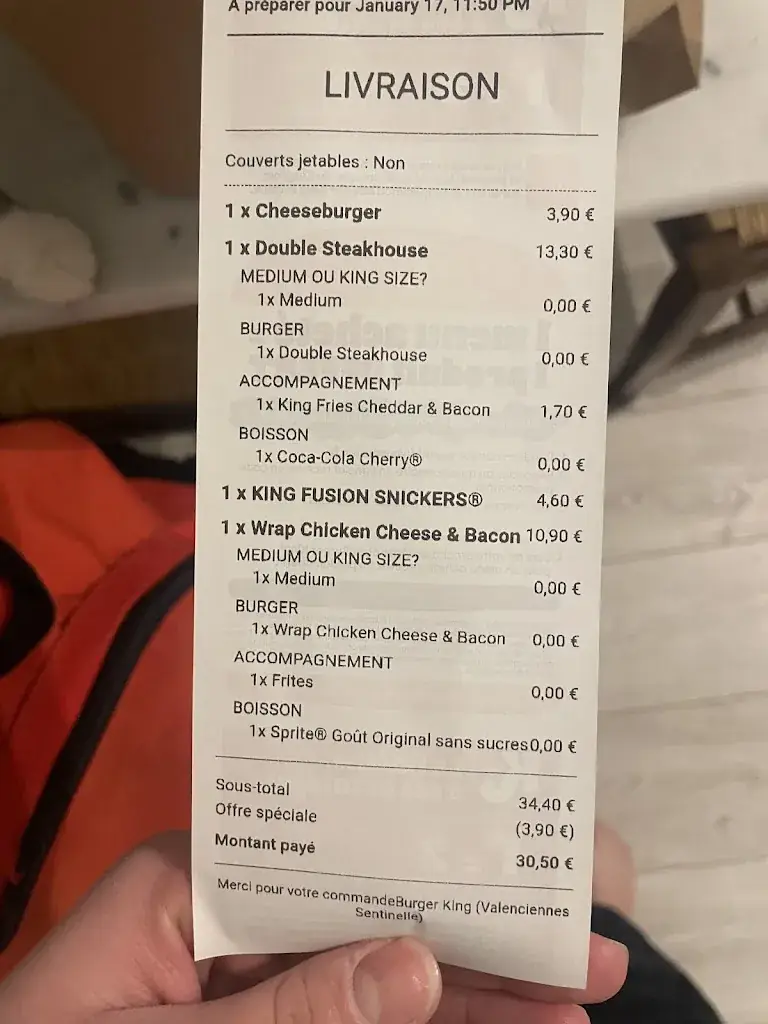 A préparer pour January 17, 11:50 PM
LIVRAISON
Couverts jetables : Non
1 x Cheeseburger 3,90 €
1 x Double Steakhouse 13,30 €
MEDIUM OU KING SIZE?
1x Medium 0,00 €
BURGER
1x Double Steakhouse 0,00 €
ACCOMPAGNEMENT
1x King Fries Cheddar & Bacon 1,70 €
BOISSON
1x Coca-Cola Cherry® 0,00 €
1 x KING FUSION SNICKERS® 4,60 €
1 x Wrap Chicken Cheese & Bacon 10,90 €
MEDIUM OU KING SIZE?
1x Medium 0,00 €
BURGER
1x Wrap Chicken Cheese & Bacon 0,00 €
ACCOMPAGNEMENT
1x Frites 0,00 €
BOISSON
1x Sprite® Goût Original sans sucres 0,00 €
Sous-total 34,40 €
Offre spéciale (3,90 €)
Montant payé 30,50 €
Merci pour votre commandeBurger King (Valenciennes
Sentinelle)